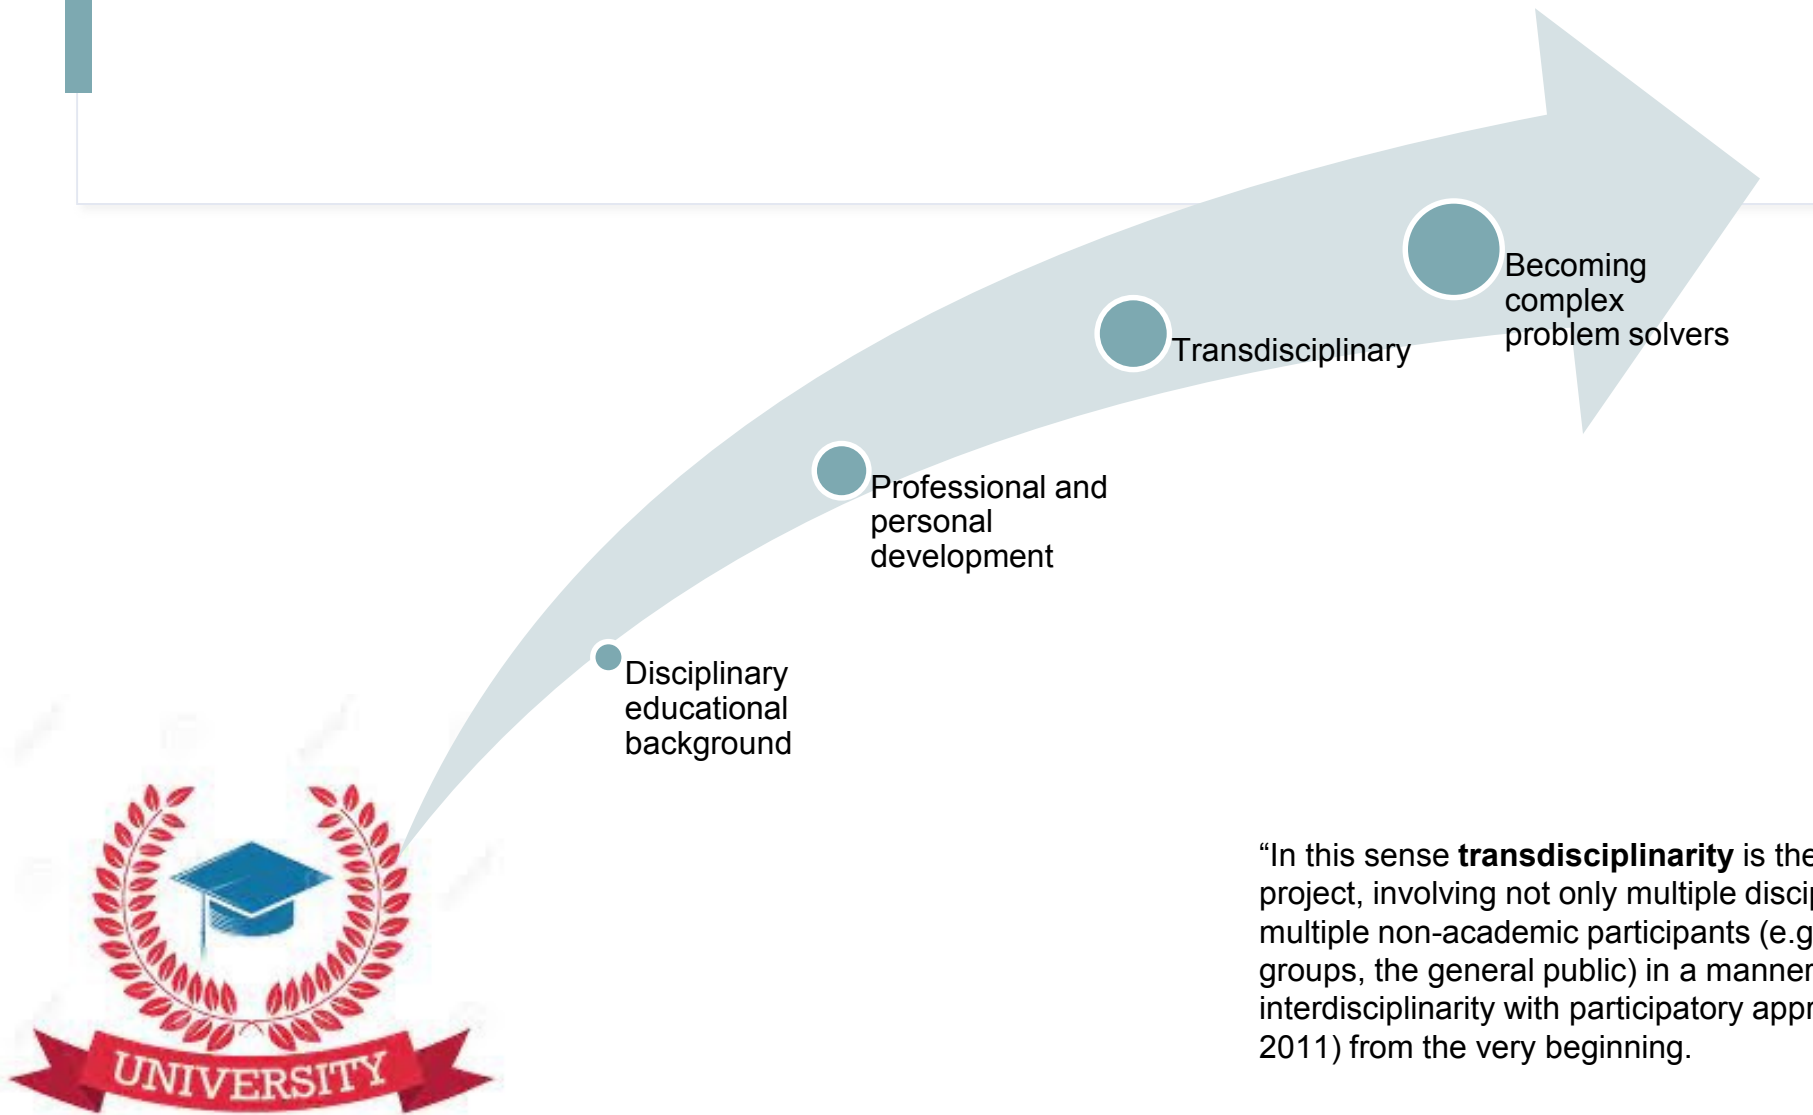 Becoming
complex
problem solvers
Transdisciplinary
Professional and
personal
development
Disciplinary
educational
background
UNIVERSITY
“In this sense transdisciplinarity is the
project, involving not only multiple
multiple non-academic participants (e.g
groups, the general public) in a manner
interdisciplinarity with participatory
2011) from the very beginning.